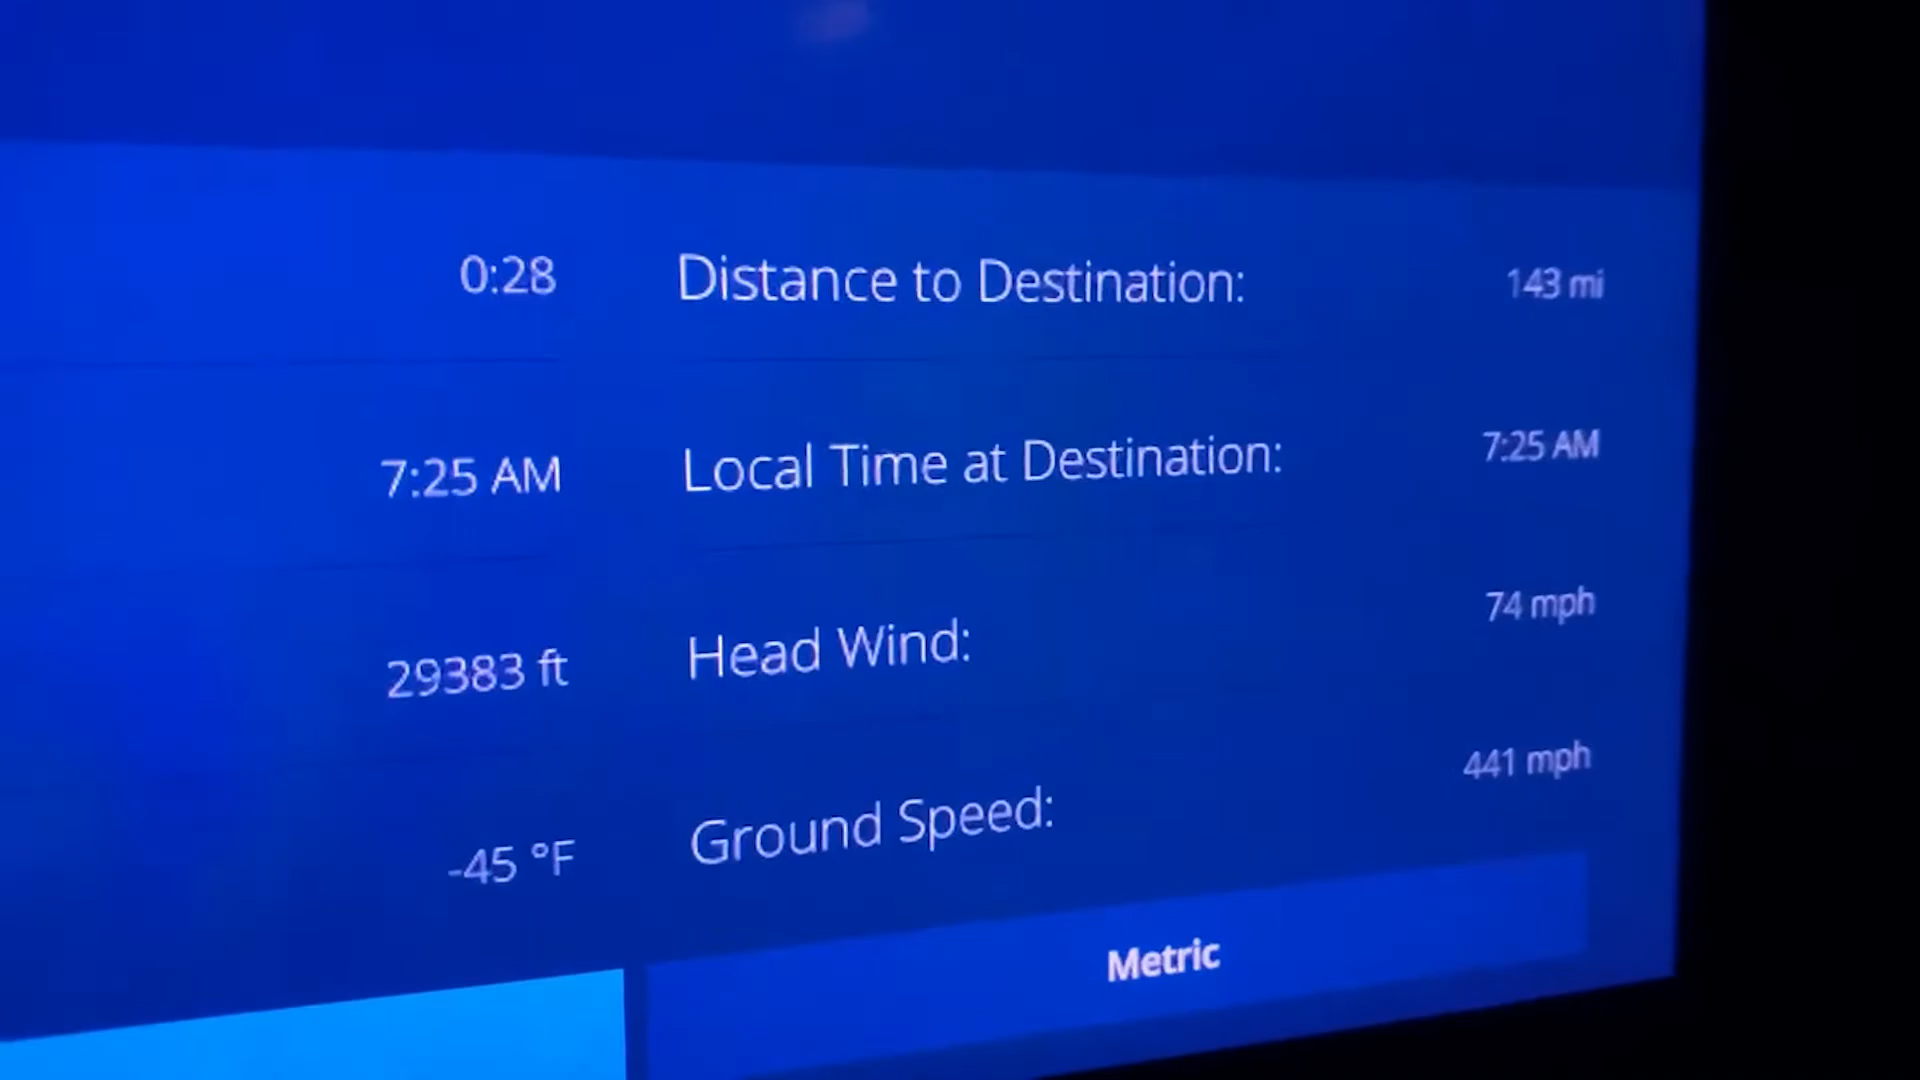 0:28 Distance to Destination: 143 mi
7:25 AM Local Time at Destination: 7:25 AM
29383 ft Head Wind: 74 mph
-45 °F Ground Speed: 441 mph
Metric